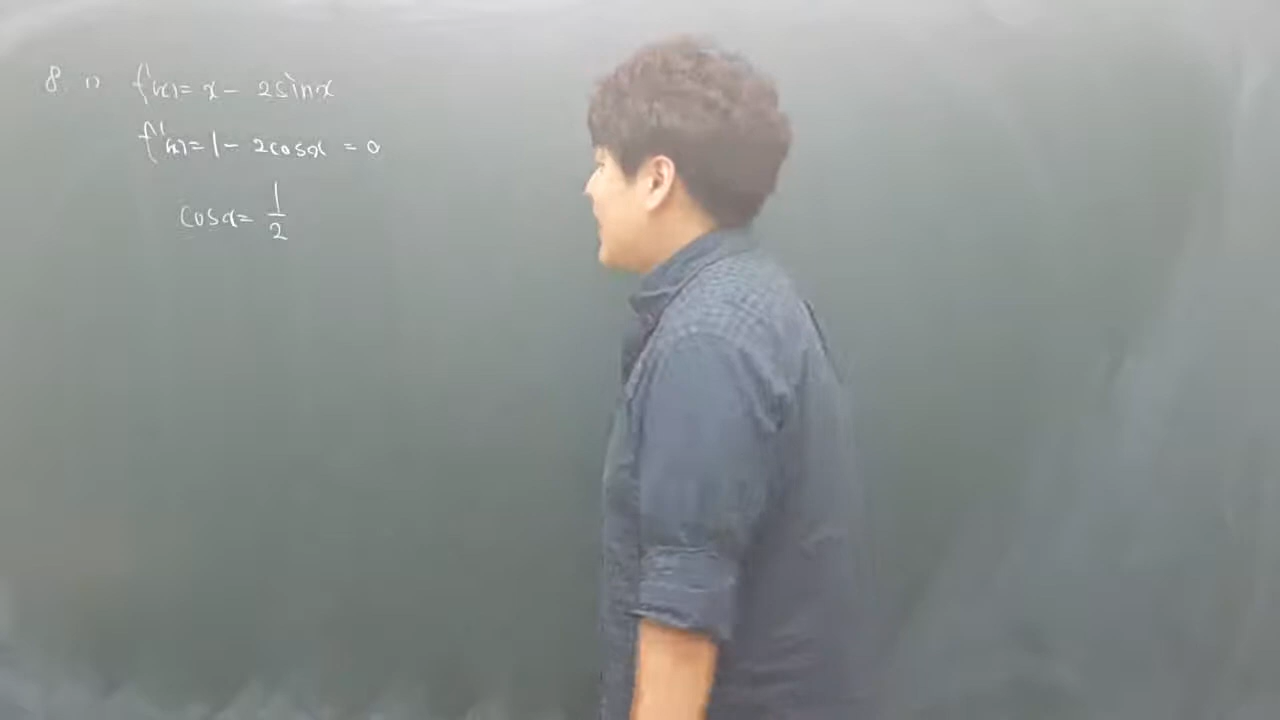 8. 1) f(x)= x - 2sinx
f'(x)= 1 - 2cosx = 0
cosx= 1/2